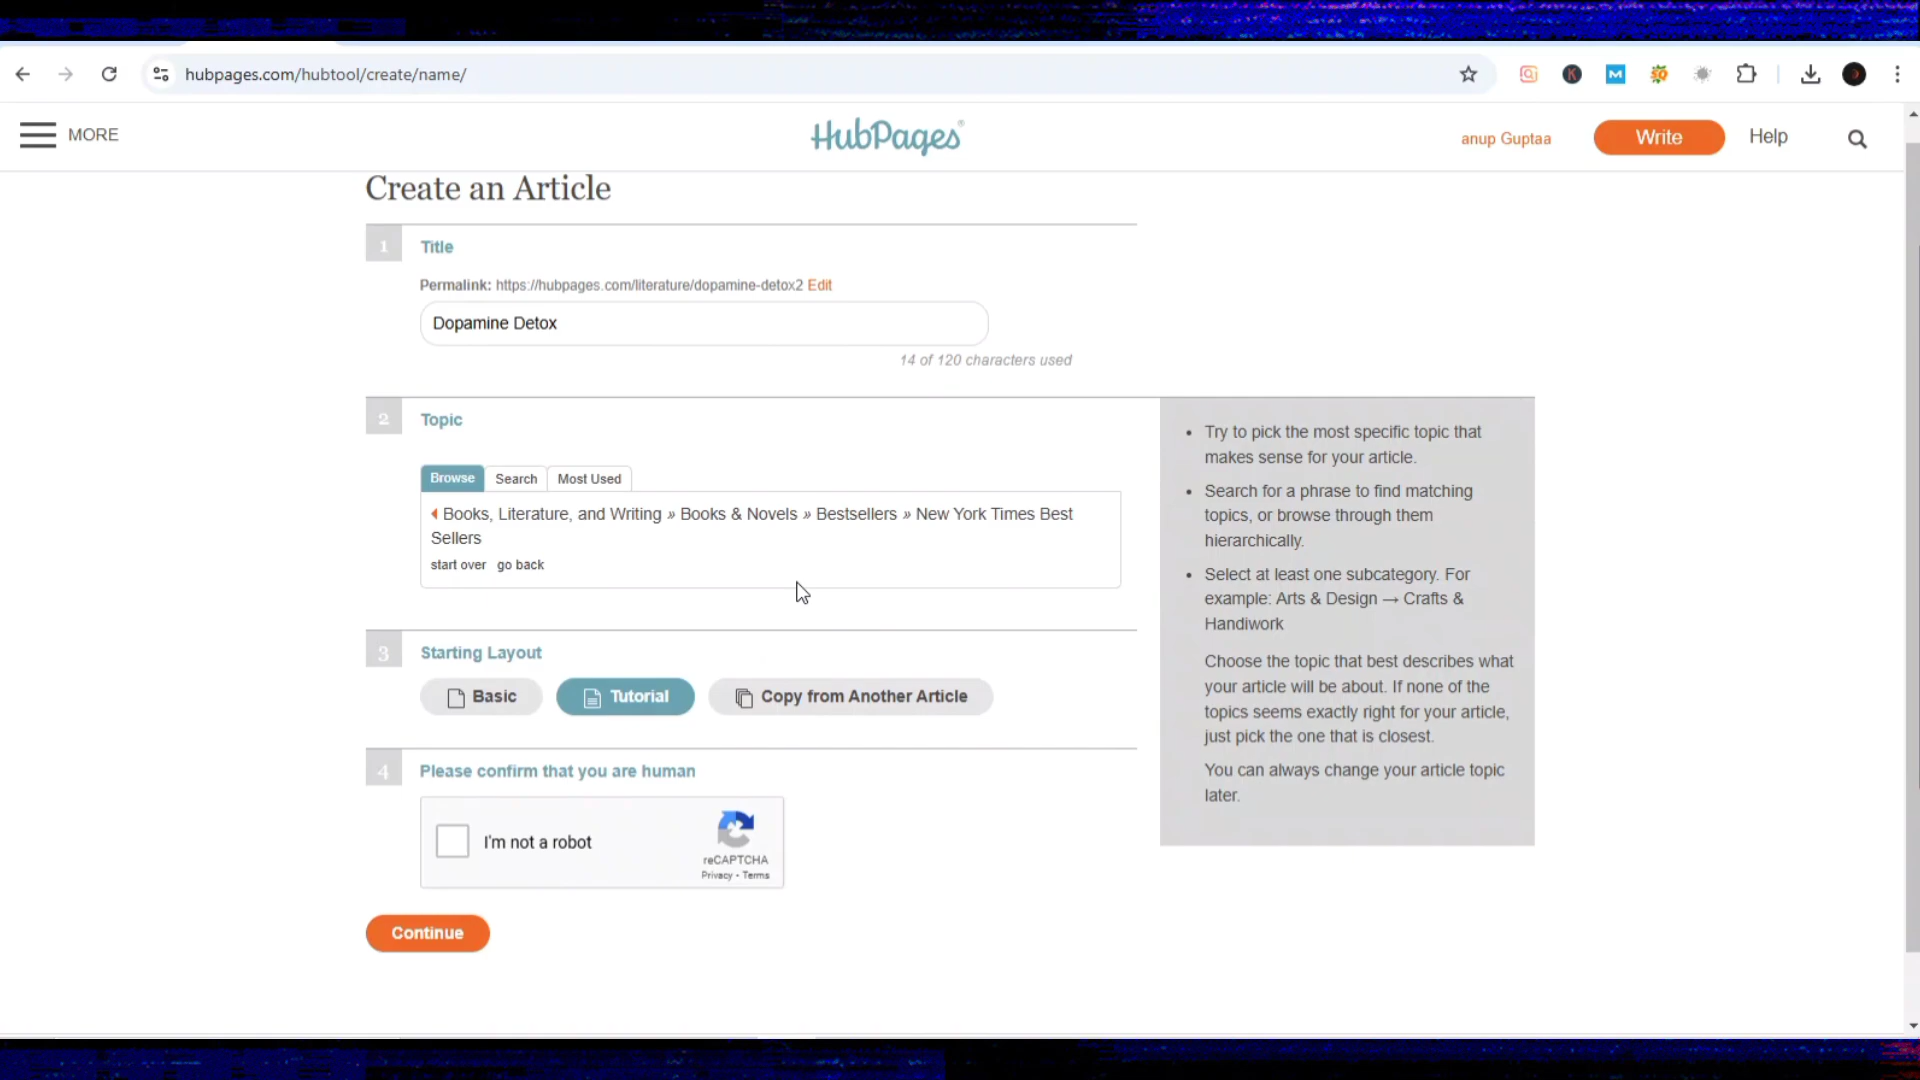 hubpages.com/hubtool/create/name/
MORE
HubPages
anup Guptaa
Write
Help
Create an Article
1
Title
Permalink: https://hubpages.com/literature/dopamine-detox2 Edit
Dopamine Detox
14 of 120 characters used
2
Topic
Browse
Search
Most Used
Books, Literature, and Writing » Books & Novels » Bestsellers » New York Times Best
Sellers
start over go back
• Try to pick the most specific topic that
makes sense for your article.
• Search for a phrase to find matching
topics, or browse through them
hierarchically.
• Select at least one subcategory. For
example: Arts & Design → Crafts &
Handiwork
Choose the topic that best describes what
your article will be about. If none of the
topics seems exactly right for your article,
just pick the one that is closest.
You can always change your article topic
later.
3
Starting Layout
Basic
Tutorial
Copy from Another Article
4
Please confirm that you are human
I'm not a robot
reCAPTCHA
Privacy - Terms
Continue